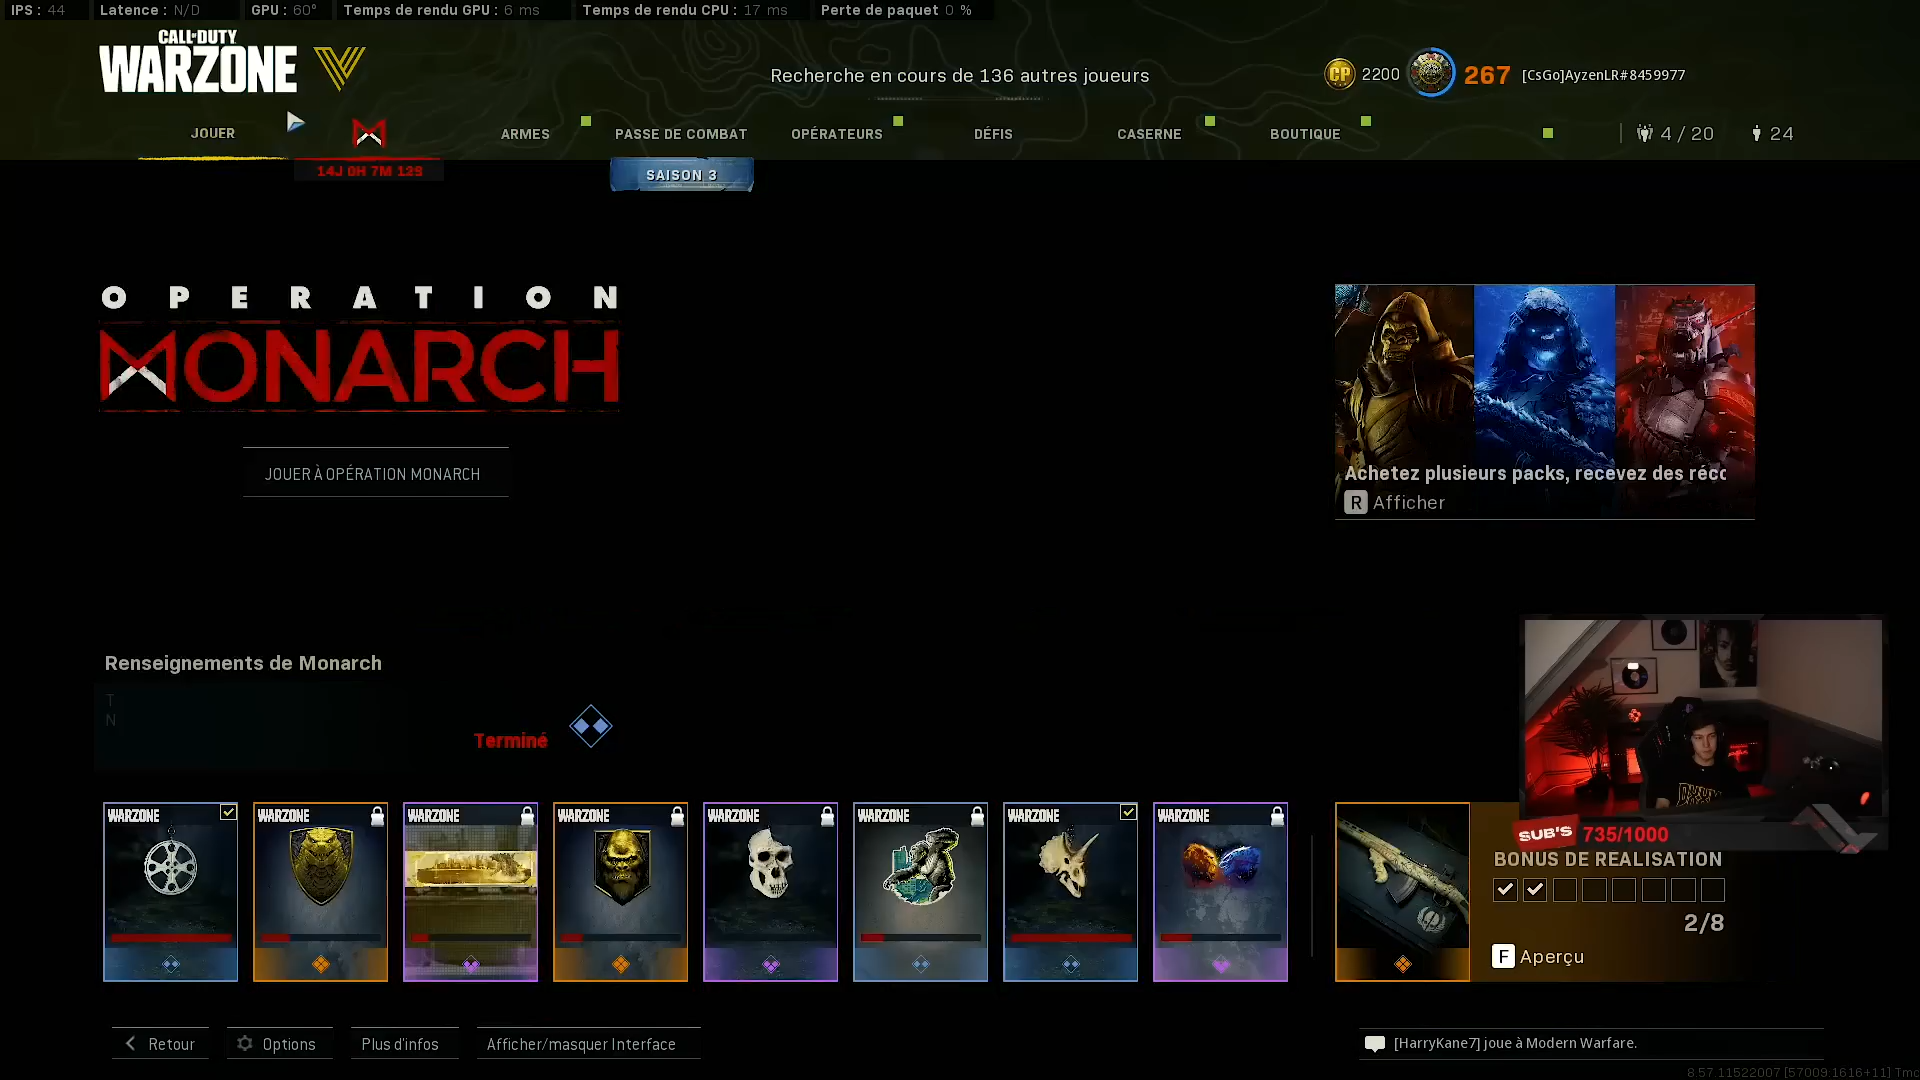 IPS : 44 Latence : N/D GPU : 60° Temps de rendu GPU : 6 ms Temps de rendu CPU : 17 ms Perte de paquet 0 %
CALL OF DUTY
WARZONE
Recherche en cours de 136 autres joueurs
CP 2200 267 [CsGo]AyzenLR#8459977
JOUER ARMES PASSE DE COMBAT OPÉRATEURS DÉFIS CASERNE BOUTIQUE 4 / 20 24
14J 0H 7M 12S
SAISON 3
OPERATION
MONARCH
JOUER À OPÉRATION MONARCH
Achetez plusieurs packs, recevez des réco
R Afficher
Renseignements de Monarch
T
N
Terminé
WARZONE WARZONE WARZONE WARZONE WARZONE WARZONE WARZONE WARZONE
SUB'S 735/1000
BONUS DE REALISATION
2/8
F Aperçu
Retour Options Plus d'infos Afficher/masquer Interface
[HarryKane7] joue à Modern Warfare.
8.57.11522007 [57009:1616+11] Tmc